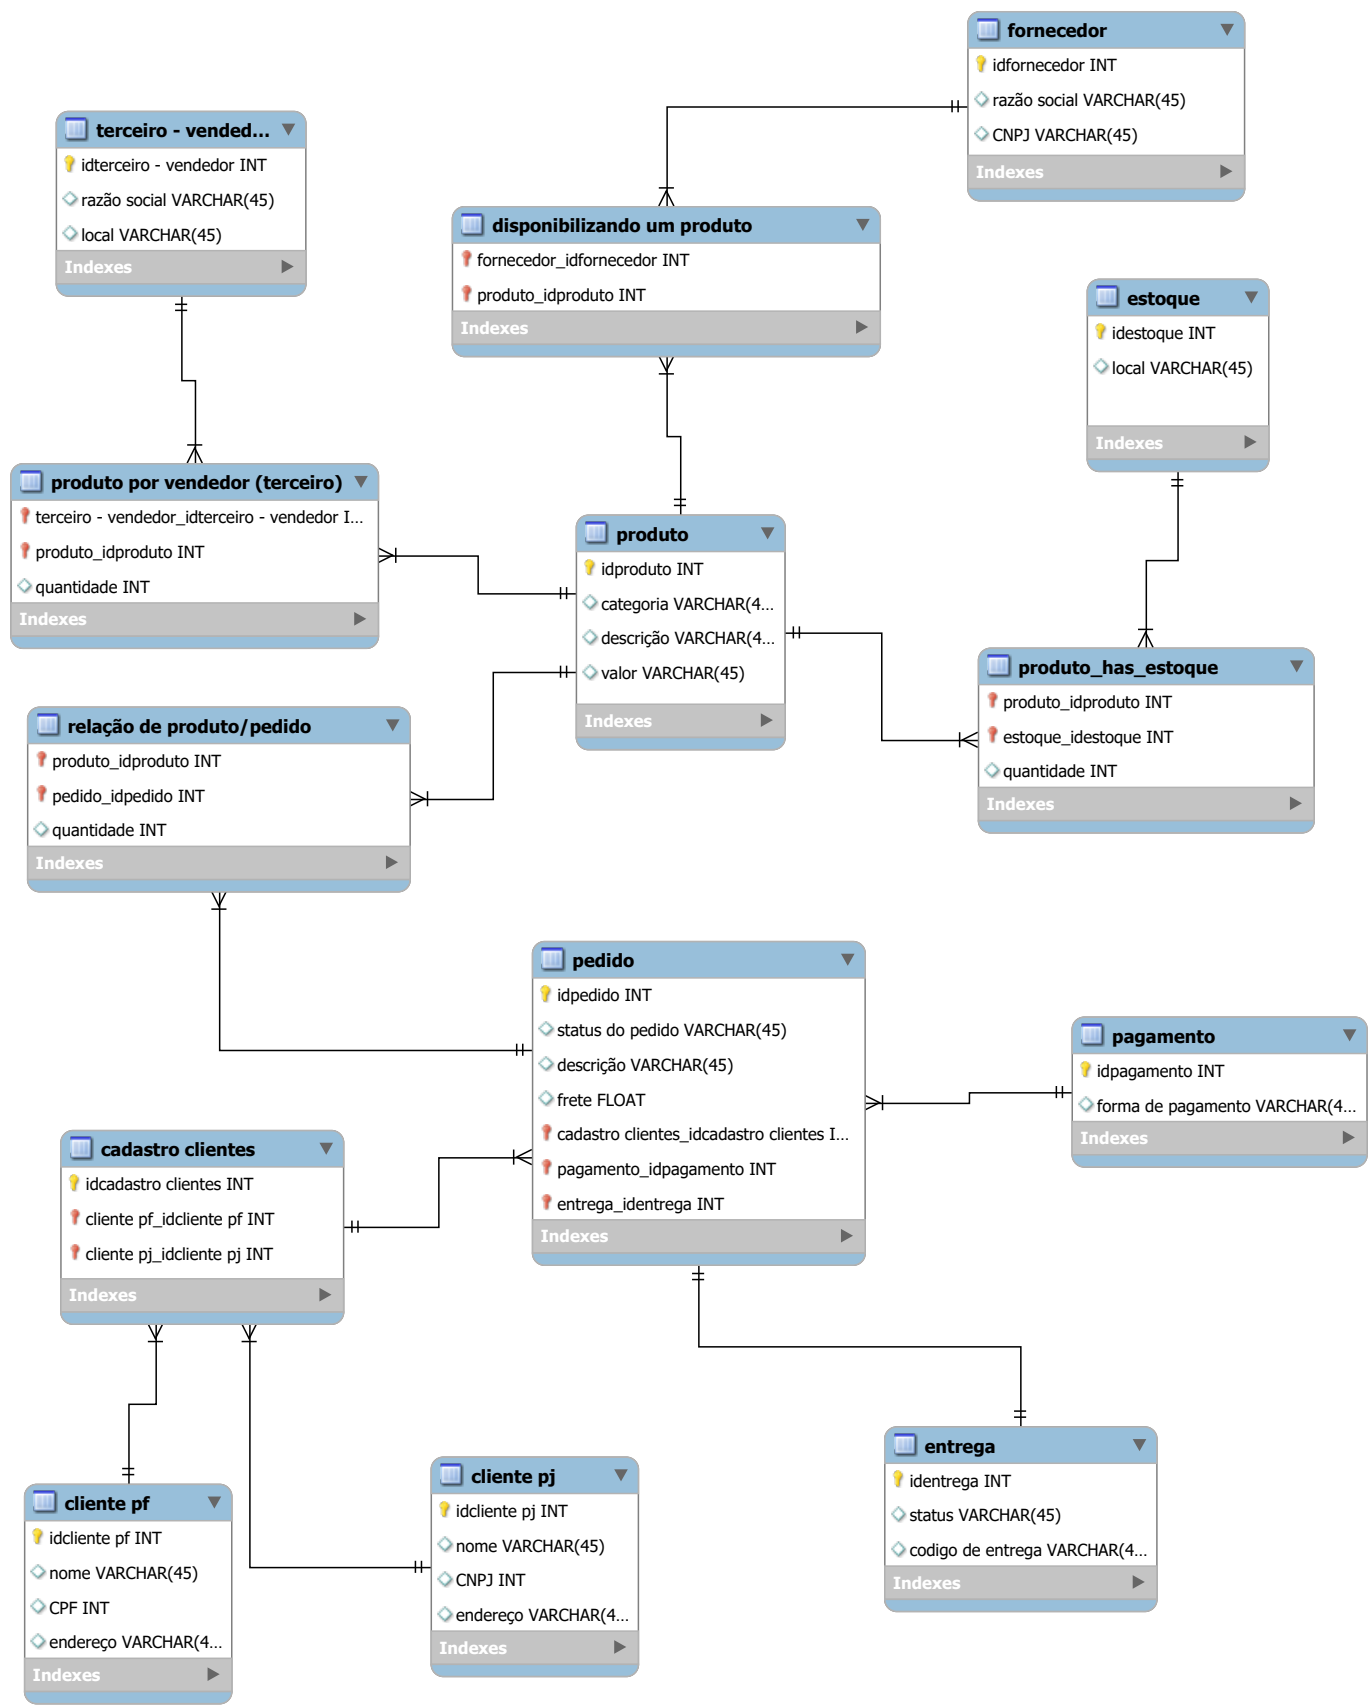 fornecedor
idfornecedor INT
razão social VARCHAR(45)
CNPJ VARCHAR(45)
Indexes
terceiro - vended...
idterceiro - vendedor INT
razão social VARCHAR(45)
local VARCHAR(45)
Indexes
disponibilizando um produto
fornecedor_idfornecedor INT
produto_idproduto INT
Indexes
estoque
idestoque INT
local VARCHAR(45)
Indexes
produto por vendedor (terceiro)
terceiro - vendedor_idterceiro - vendedor I...
produto_idproduto INT
quantidade INT
Indexes
produto
idproduto INT
categoria VARCHAR(4...
descrição VARCHAR(4...
valor VARCHAR(45)
Indexes
produto_has_estoque
produto_idproduto INT
estoque_idestoque INT
quantidade INT
Indexes
relação de produto/pedido
produto_idproduto INT
pedido_idpedido INT
quantidade INT
Indexes
pedido
idpedido INT
status do pedido VARCHAR(45)
descrição VARCHAR(45)
frete FLOAT
cadastro clientes_idcadastro clientes I...
pagamento_idpagamento INT
entrega_identrega INT
Indexes
pagamento
idpagamento INT
forma de pagamento VARCHAR(4...
Indexes
cadastro clientes
idcadastro clientes INT
cliente pf_idcliente pf INT
cliente pj_idcliente pj INT
Indexes
entrega
identrega INT
status VARCHAR(45)
codigo de entrega VARCHAR(4...
Indexes
cliente pj
idcliente pj INT
nome VARCHAR(45)
CNPJ INT
endereço VARCHAR(4...
Indexes
cliente pf
idcliente pf INT
nome VARCHAR(45)
CPF INT
endereço VARCHAR(4...
Indexes